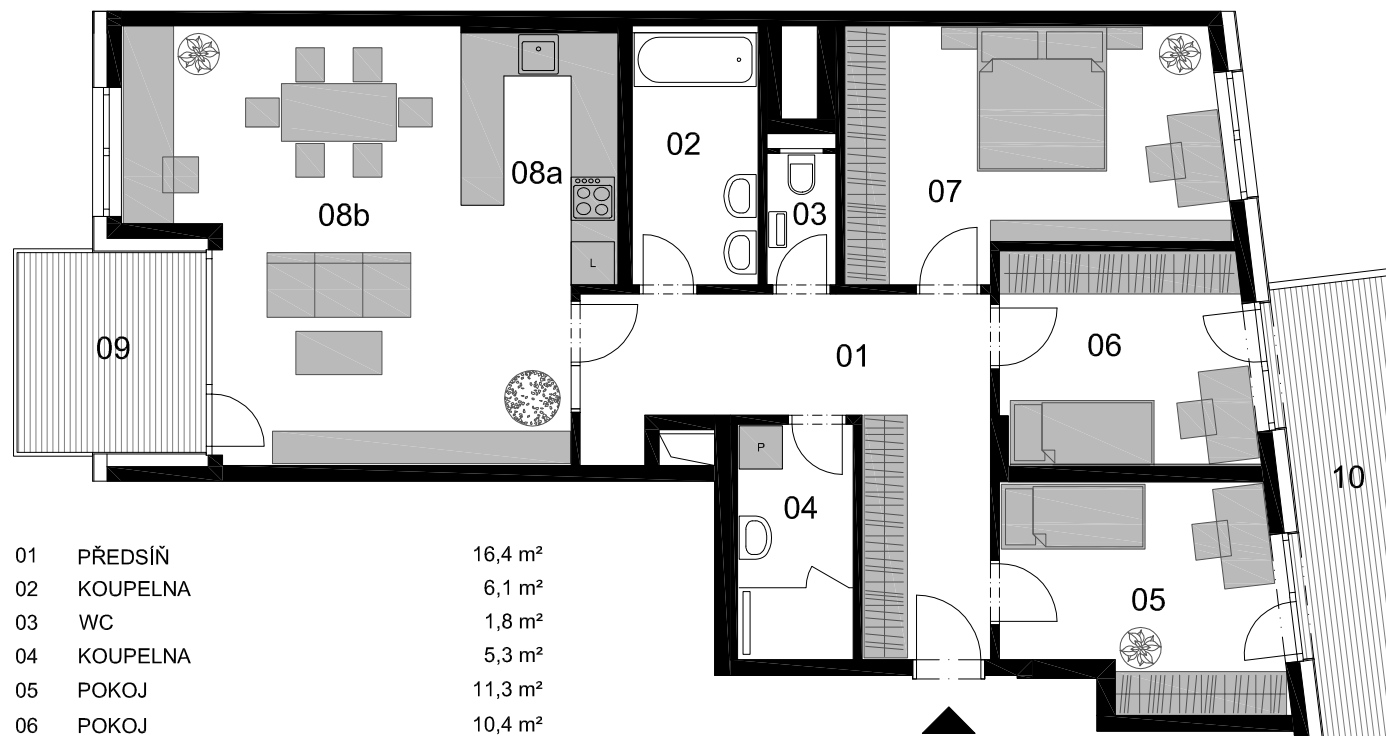 02
08a
03
07
08b
L
09
01
06
P
04
10
05
01 PŘEDSÍŇ 16,4 m²
02 KOUPELNA 6,1 m²
03 WC 1,8 m²
04 KOUPELNA 5,3 m²
05 POKOJ 11,3 m²
06 POKOJ 10,4 m²